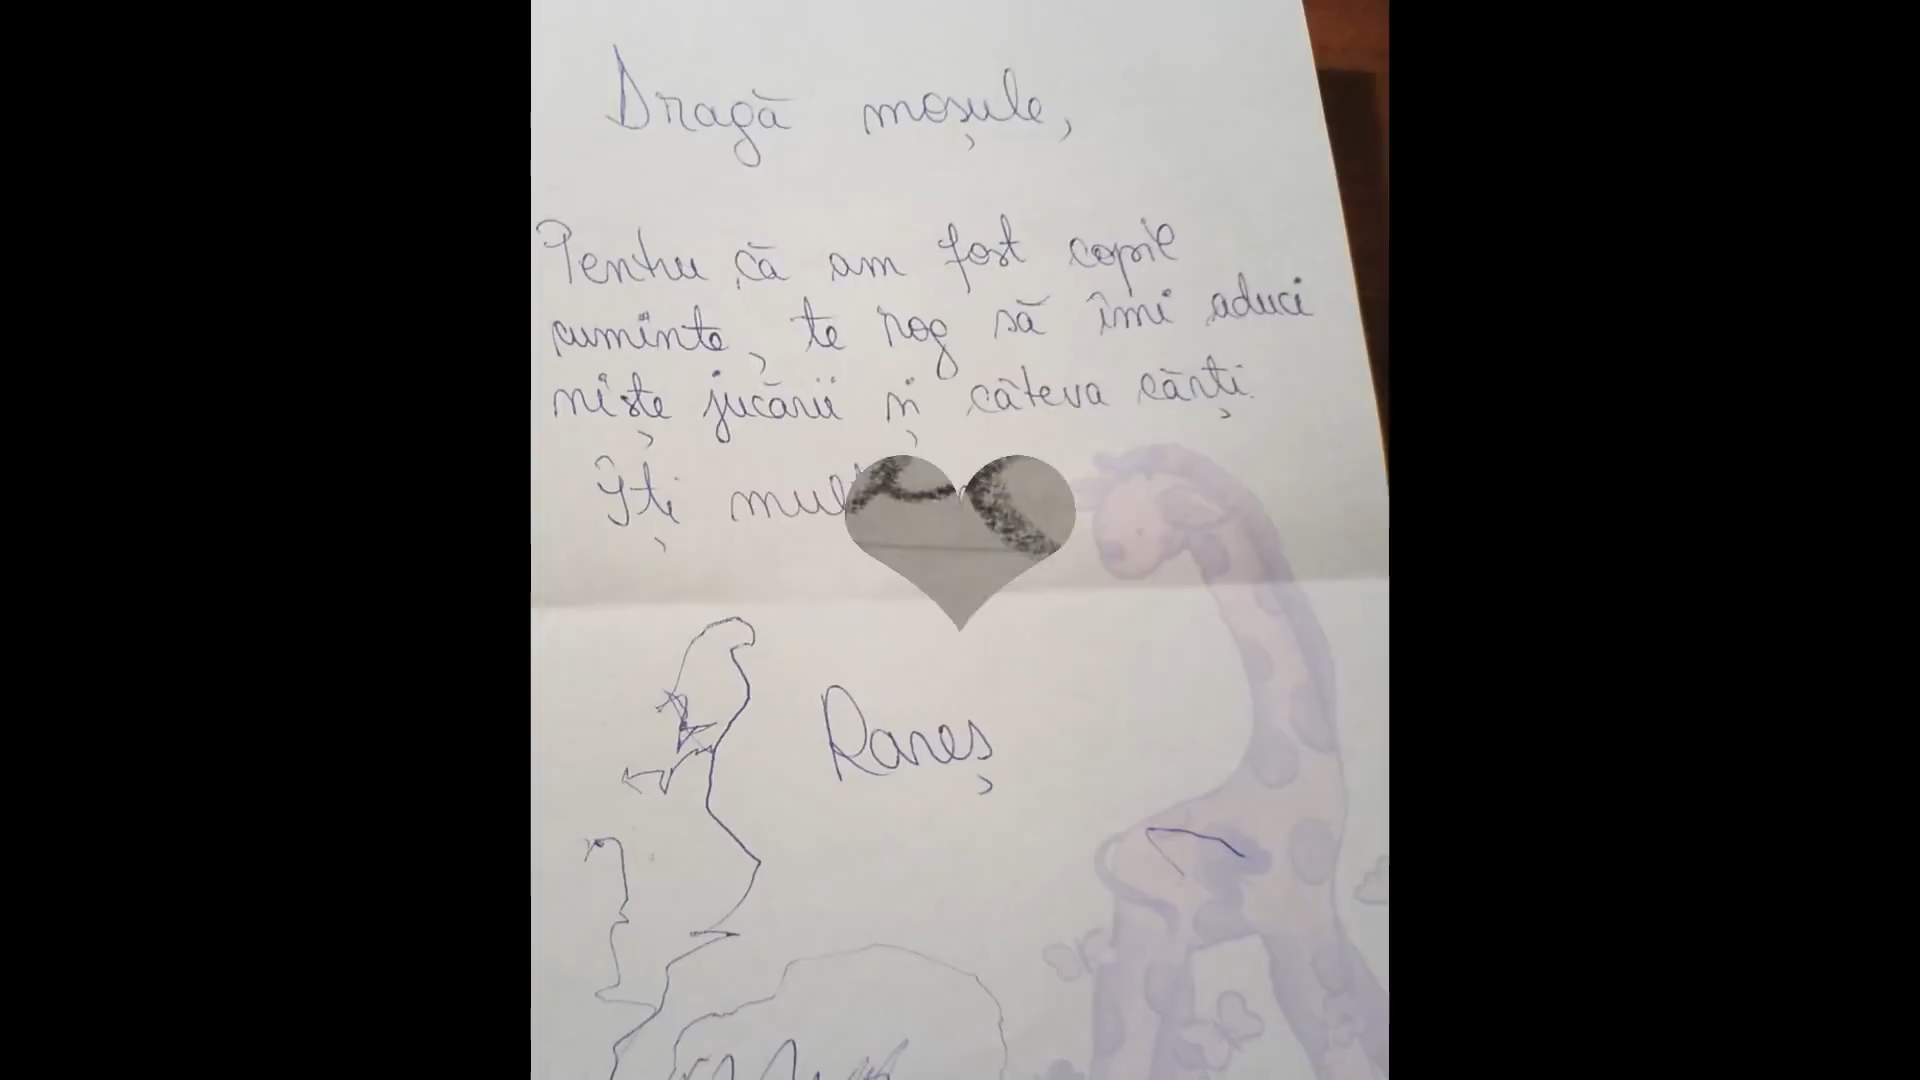 Dragă moșule,
Pentru că am fost copil
cuminte, te rog să îmi aduci
niște jucării și câteva cărți.
Îți
Rareș